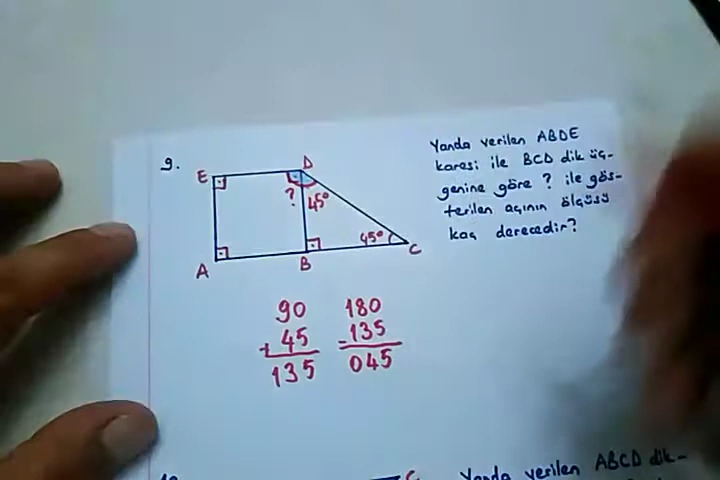 9.
E
D
?
45°
45°
A
B
C
Yanda verilen ABDE
karesi ile BCD dik üç-
genine göre ? ile gös-
terilen açının ölçüsü
kaç derecedir?
90
+ 45
135
180
- 135
045
C
Yanda verilen ABCD dik-